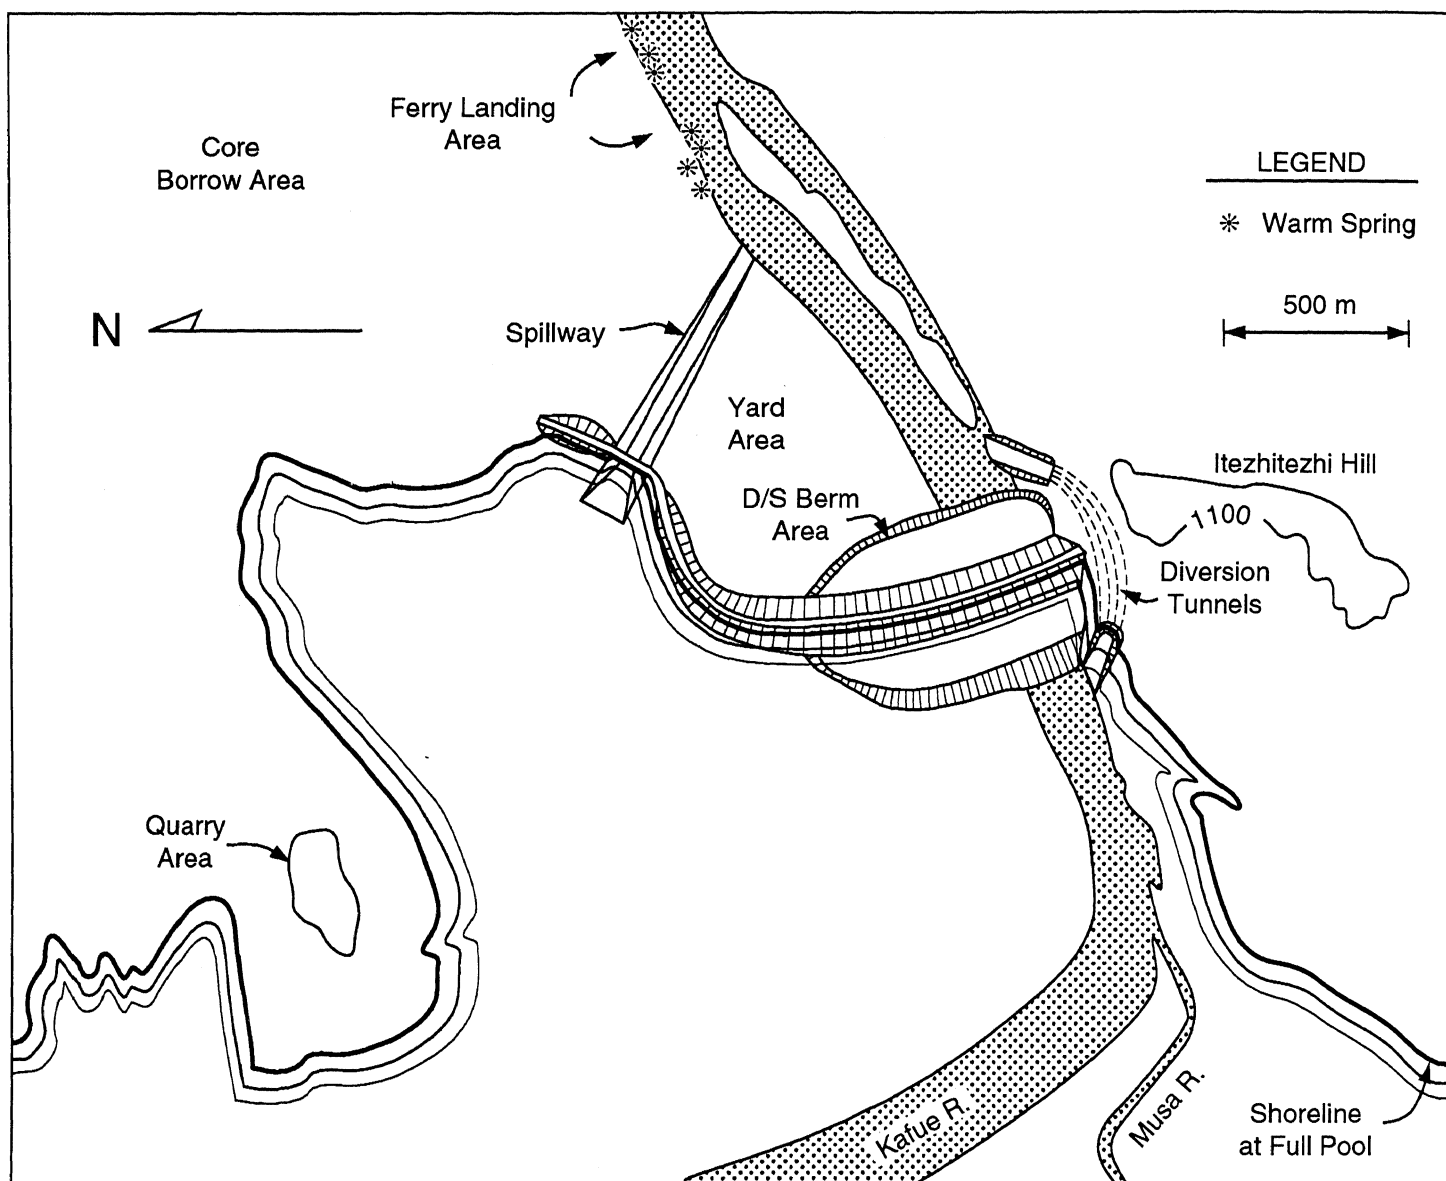 Ferry Landing
Area
Core
Borrow Area
LEGEND
Warm Spring
500 m
N
Spillway
Yard
Area
Itezhitezhi Hill
1100
D/S Berm
Area
Diversion
Tunnels
Quarry
Area
Kafue R.
Musa R.
Shoreline
at Full Pool